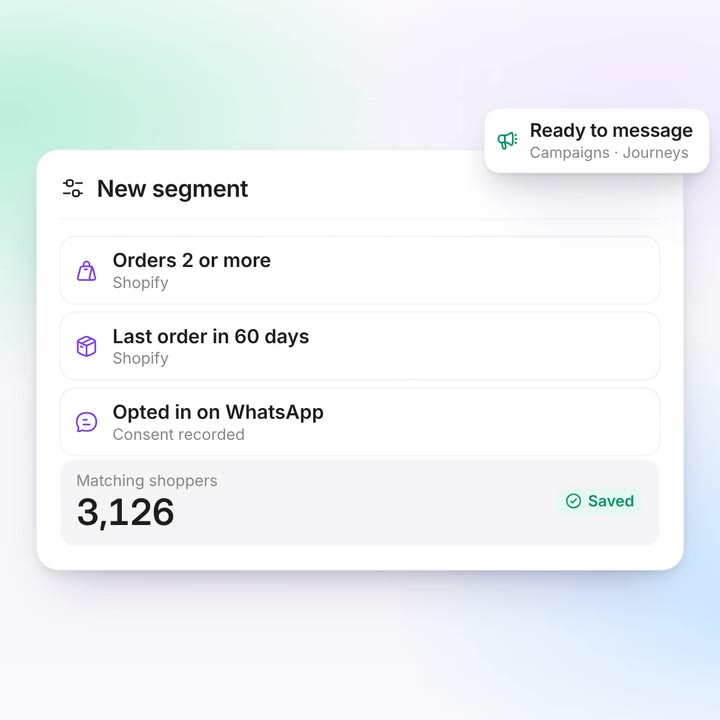 Ready to message
Campaigns · Journeys
New segment
Orders 2 or more
Shopify
Last order in 60 days
Shopify
Opted in on WhatsApp
Consent recorded
Matching shoppers
3,126
Saved